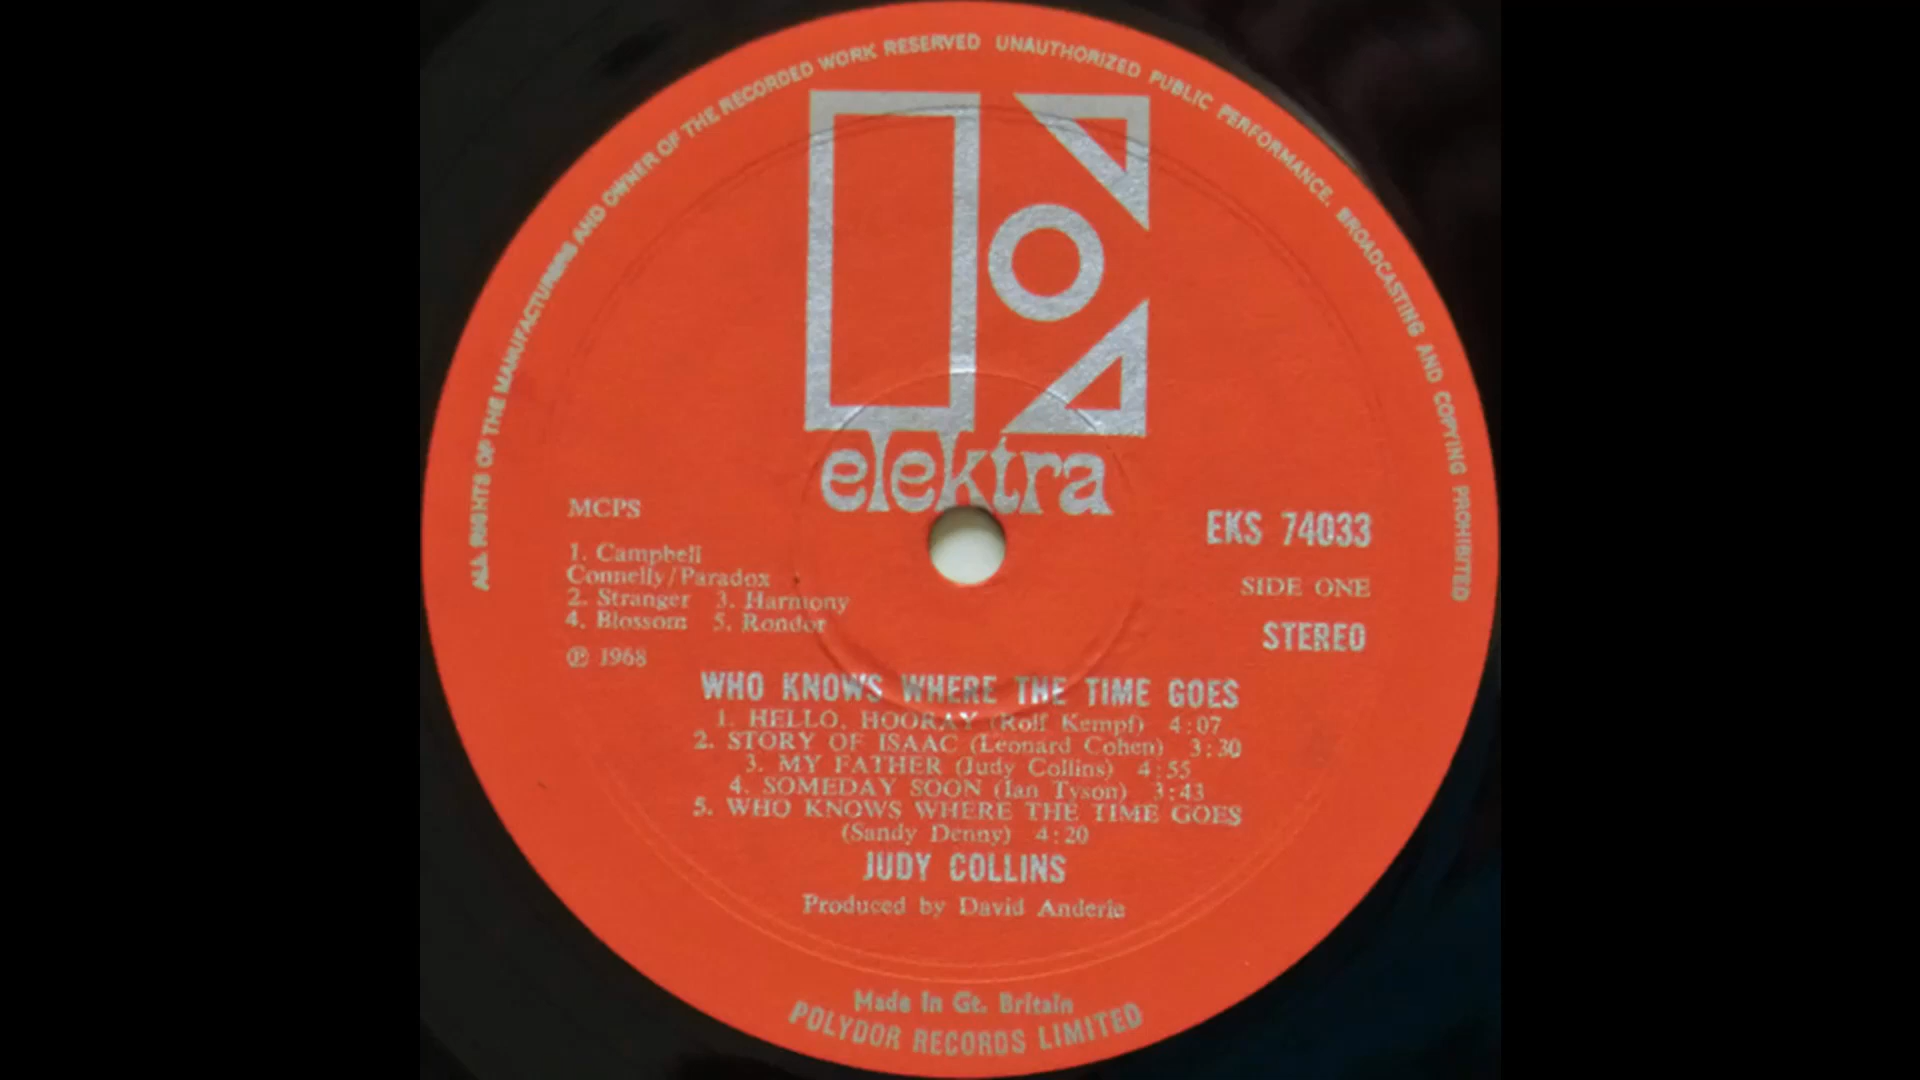 ALL RIGHTS OF THE MANUFACTURERS AND OWNER OF THE RECORDED WORK RESERVED UNAUTHORIZED PUBLIC PERFORMANCE, BROADCASTING AND COPYING PROHIBITED
elektra
MCPS
1. Campbell
Connelly/Paradox
2. Stranger 3. Harmony
4. Blossom 5. Rondor
℗ 1968
EKS 74033
SIDE ONE
STEREO
WHO KNOWS WHERE THE TIME GOES
1. HELLO, HOORAY (Rolf Kempf) 4:07
2. STORY OF ISAAC (Leonard Cohen) 3:30
3. MY FATHER (Judy Collins) 4:55
4. SOMEDAY SOON (Ian Tyson) 3:43
5. WHO KNOWS WHERE THE TIME GOES
(Sandy Denny) 4:20
JUDY COLLINS
Produced by David Anderle
Made in Gt. Britain
POLYDOR RECORDS LIMITED